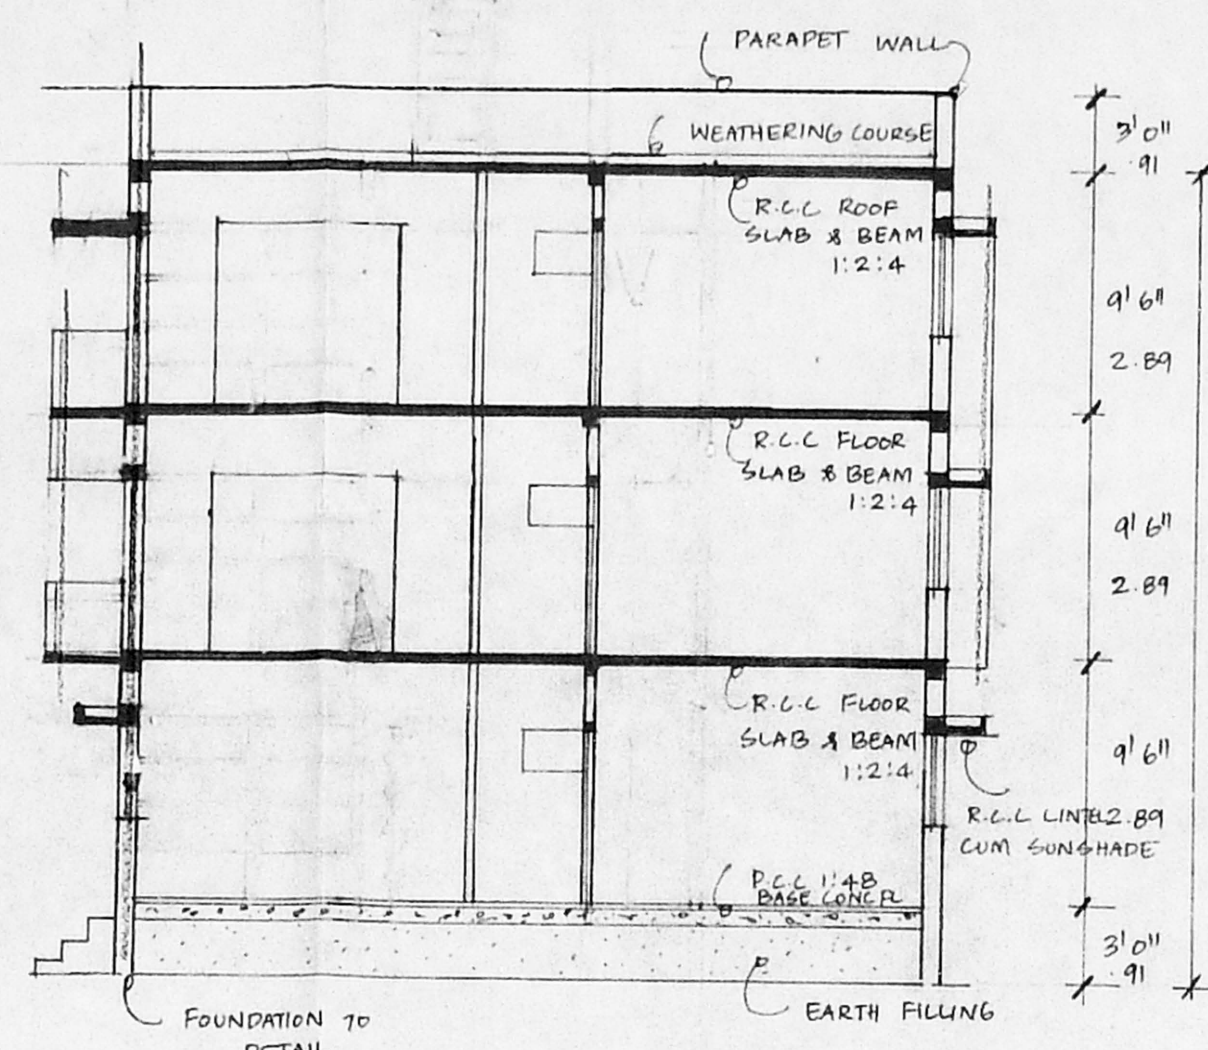 PARAPET WALL
WEATHERING COURSE
3'0"
.91
R.C.C ROOF
SLAB & BEAM
1:2:4
9'6"
2.89
R.C.C FLOOR
SLAB & BEAM
1:2:4
9'6"
2.89
R.C.C FLOOR
SLAB & BEAM
1:2:4
9'6"
R.C.C LINTEL 2.89
CUM SUNSHADE
P.C.C 1:4:8
BASE CONCR
3'0"
.91
EARTH FILLING
FOUNDATION TO
DETAIL